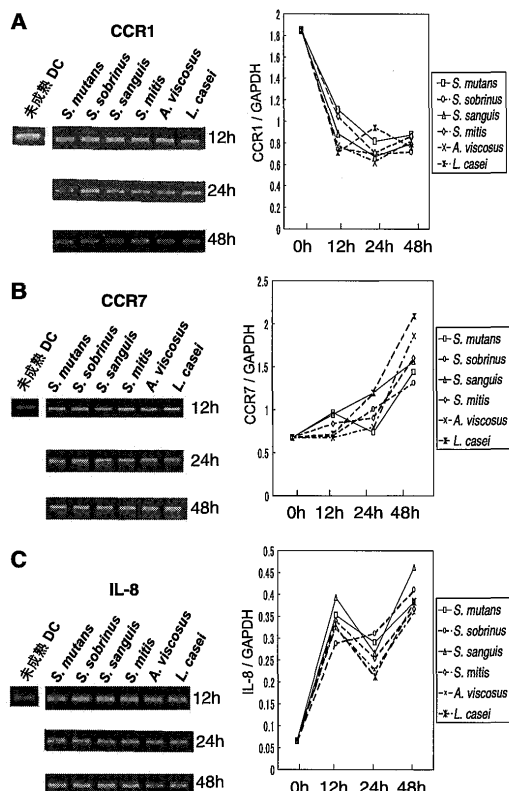 A
CCR1
未成熟 DC
S. mutans
S. sobrinus
S. sanguis
S. mitis
A. viscosus
L. casei
12h
24h
48h
CCR1 / GAPDH
2
1.8
1.6
1.4
1.2
1
0.8
0.6
0.4
0.2
0
0h 12h 24h 48h
S. mutans
S. sobrinus
S. sanguis
S. mitis
A. viscosus
L. casei
B
CCR7
未成熟 DC
S. mutans
S. sobrinus
S. sanguis
S. mitis
A. viscosus
L. casei
12h
24h
48h
CCR7 / GAPDH
2.5
2
1.5
1
0.5
0
0h 12h 24h 48h
S. mutans
S. sobrinus
S. sanguis
S. mitis
A. viscosus
L. casei
C
IL-8
未成熟 DC
S. mutans
S. sobrinus
S. sanguis
S. mitis
A. viscosus
L. casei
12h
24h
48h
IL-8 / GAPDH
0.5
0.45
0.4
0.35
0.3
0.25
0.2
0.15
0.1
0.05
0
0h 12h 24h 48h
S. mutans
S. sobrinus
S. sanguis
S. mitis
A. viscosus
L. casei